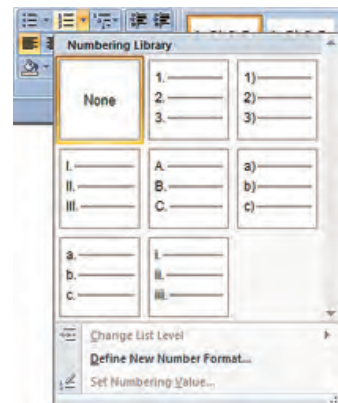 Numbering Library
None
1.
2.
3.
1)
2)
3)
I.
II.
III.
A.
B.
C.
a)
b)
c)
a.
b.
c.
i.
ii.
iii.
Change List Level
Define New Number Format...
Set Numbering Value...